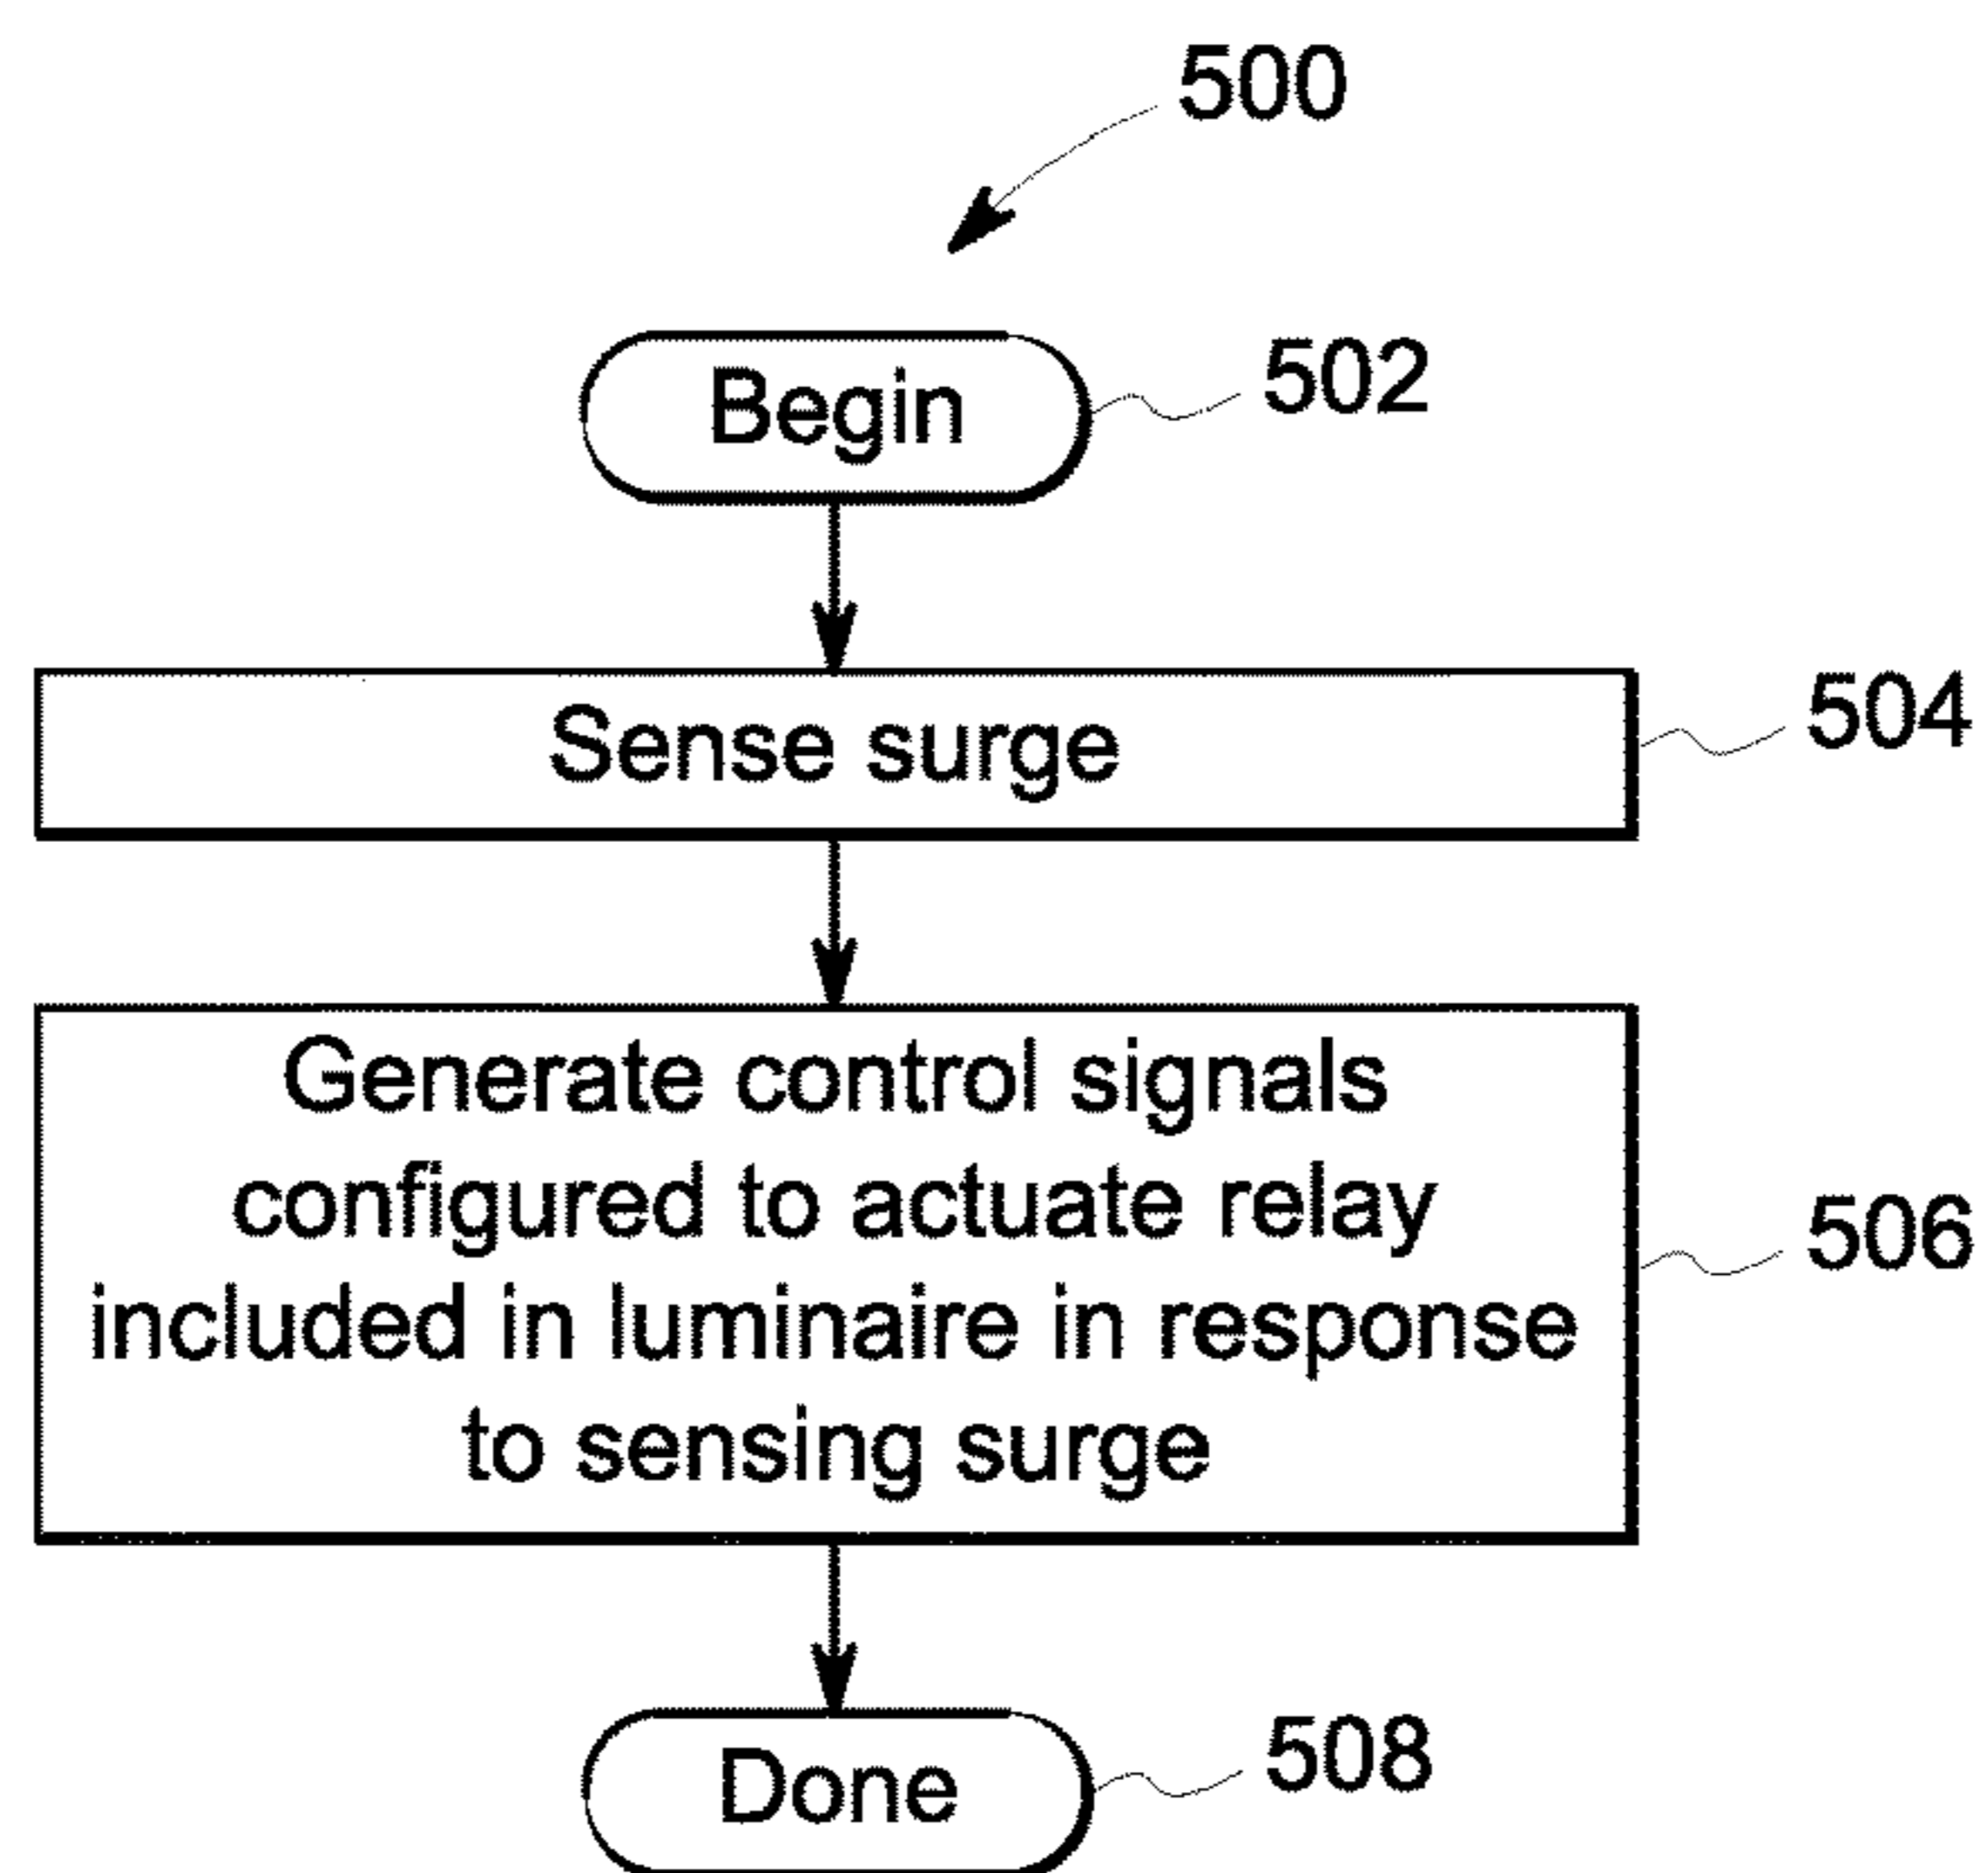 500
Begin
502
Sense surge
504
Generate control signals
configured to actuate relay
included in luminaire in response
to sensing surge
506
Done
508